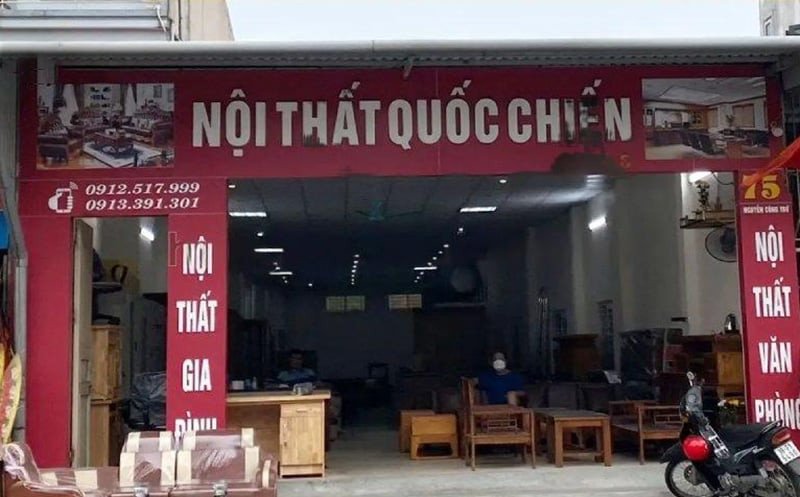 NỘI THẤT QUỐC CHIẾN
0912.517.999
0913.391.301
NỘI
THẤT
GIA
ĐÌNH
75
NGUYỄN CÔNG TRỨ
NỘI
THẤT
VĂN
PHÒNG